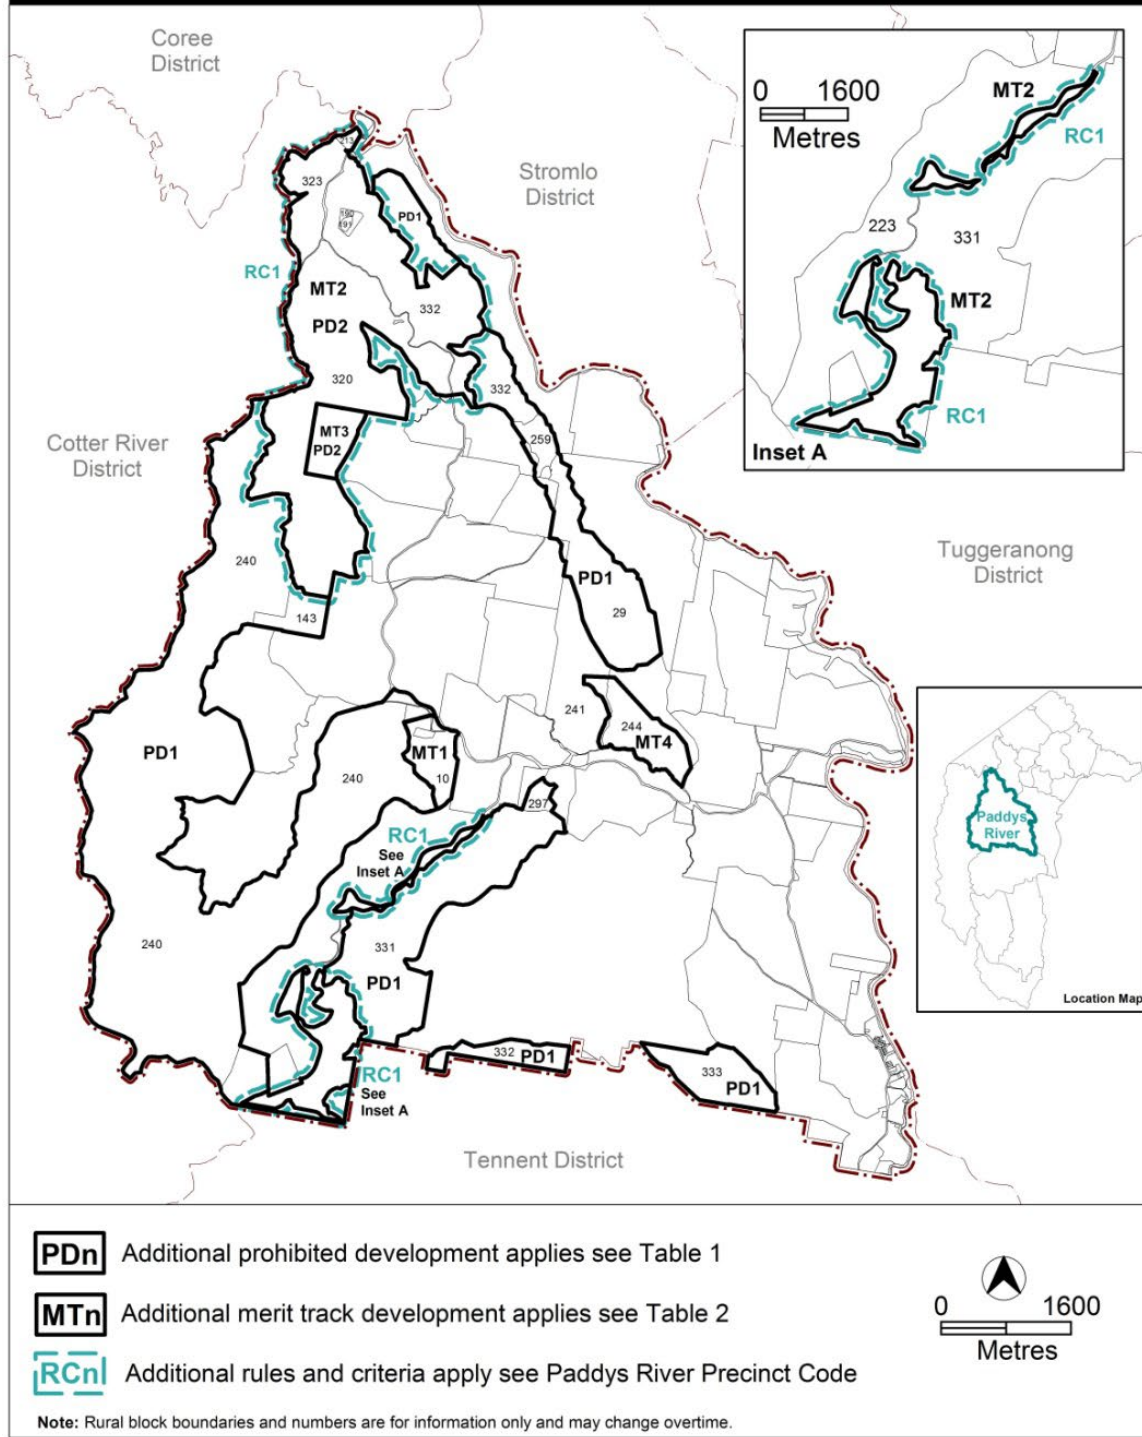 Coree
District
Stromlo
District
0 1600
Metres
MT2
RC1
223
331
MT2
RC1
Inset A
213
323
190
191
PD1
RC1
MT2
PD2
332
320
332
MT3
PD2
259
Cotter River
District
Tuggeranong
District
240
PD1
29
143
241
244
MT4
PD1
240
MT1
10
297
RC1
See
Inset A
240
331
PD1
332 PD1
333
PD1
RC1
See
Inset A
Paddys
River
Location Map
Tennent District
PDn Additional prohibited development applies see Table 1
MTn Additional merit track development applies see Table 2
RCn Additional rules and criteria apply see Paddys River Precinct Code
0 1600
Metres
Note: Rural block boundaries and numbers are for information only and may change overtime.